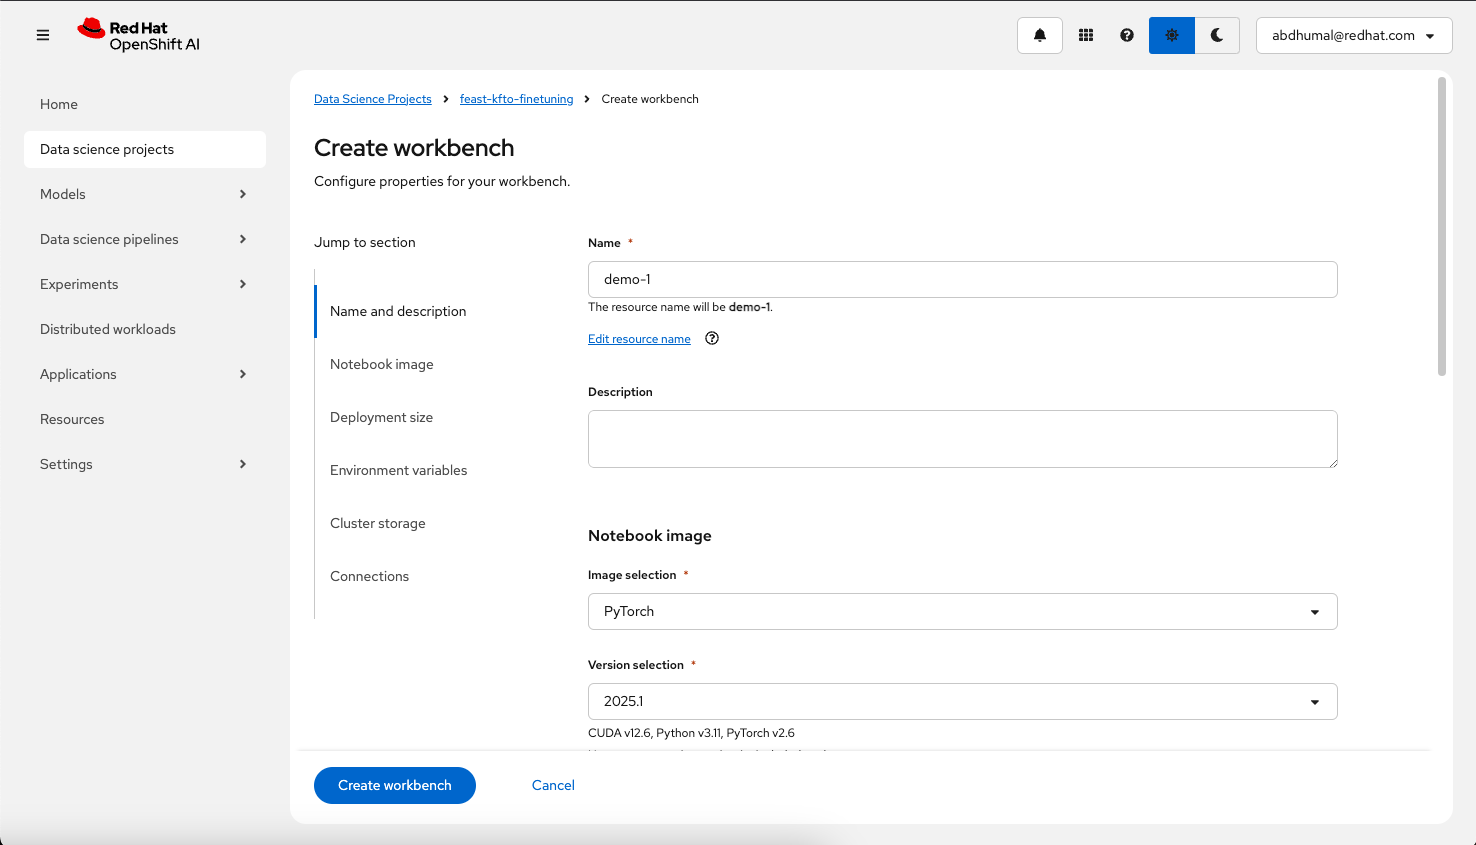 Red Hat
OpenShift AI
abdhumal@redhat.com
Home
Data science projects
Models
Data science pipelines
Experiments
Distributed workloads
Applications
Resources
Settings
Data Science Projects > feast-kfto-finetuning > Create workbench
Create workbench
Configure properties for your workbench.
Jump to section
Name and description
Notebook image
Deployment size
Environment variables
Cluster storage
Connections
Name *
demo-1
The resource name will be demo-1.
Edit resource name
Description
Notebook image
Image selection *
PyTorch
Version selection *
2025.1
CUDA v12.6, Python v3.11, PyTorch v2.6
Create workbench
Cancel